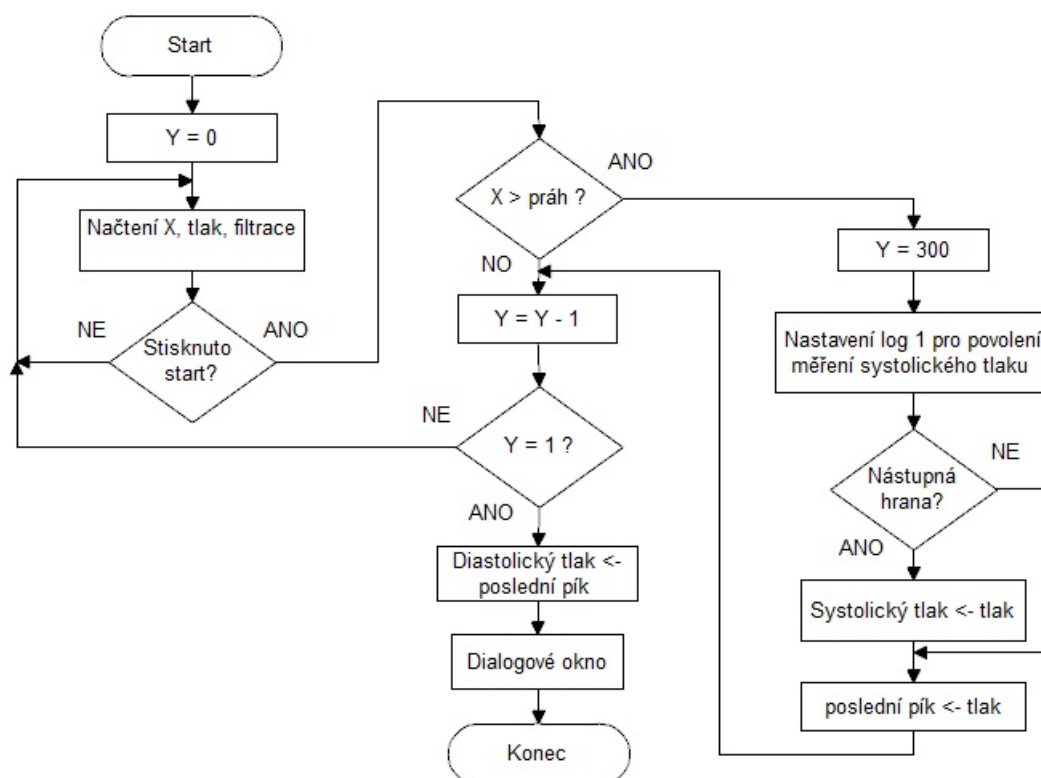 Start
Y = 0
Načtení X, tlak, filtrace
NE
ANO
Stisknuto
start?
X > práh ?
ANO
NO
Y = Y - 1
NE
Y = 1 ?
ANO
Diastolický tlak <-
poslední pík
Dialogové okno
Konec
Y = 300
Nastavení log 1 pro povolení
měření systolického tlaku
NE
Nástupná
hrana?
ANO
Systolický tlak <- tlak
poslední pík <- tlak